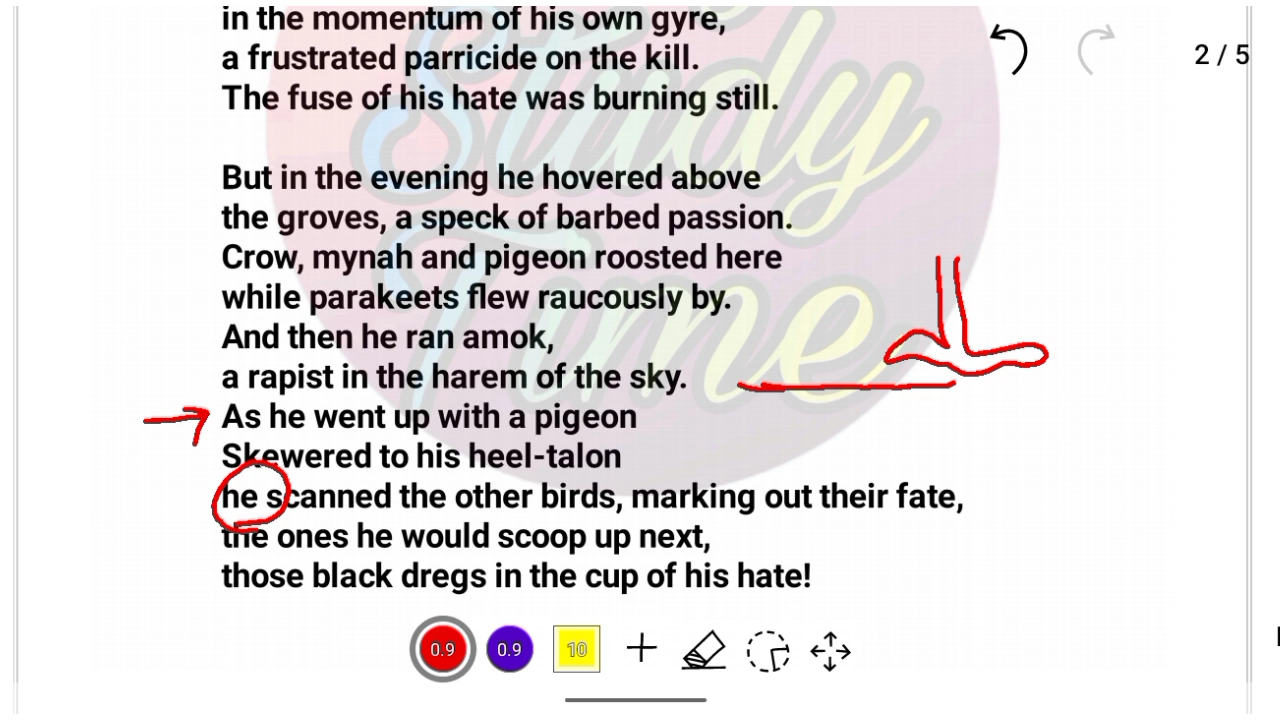 in the momentum of his own gyre,
a frustrated parricide on the kill.
The fuse of his hate was burning still.
2 / 5
But in the evening he hovered above
the groves, a speck of barbed passion.
Crow, mynah and pigeon roosted here
while parakeets flew raucously by.
And then he ran amok,
a rapist in the harem of the sky.
As he went up with a pigeon
Skewered to his heel-talon
he scanned the other birds, marking out their fate,
the ones he would scoop up next,
those black dregs in the cup of his hate!
Study
Time
0.9 0.9 10